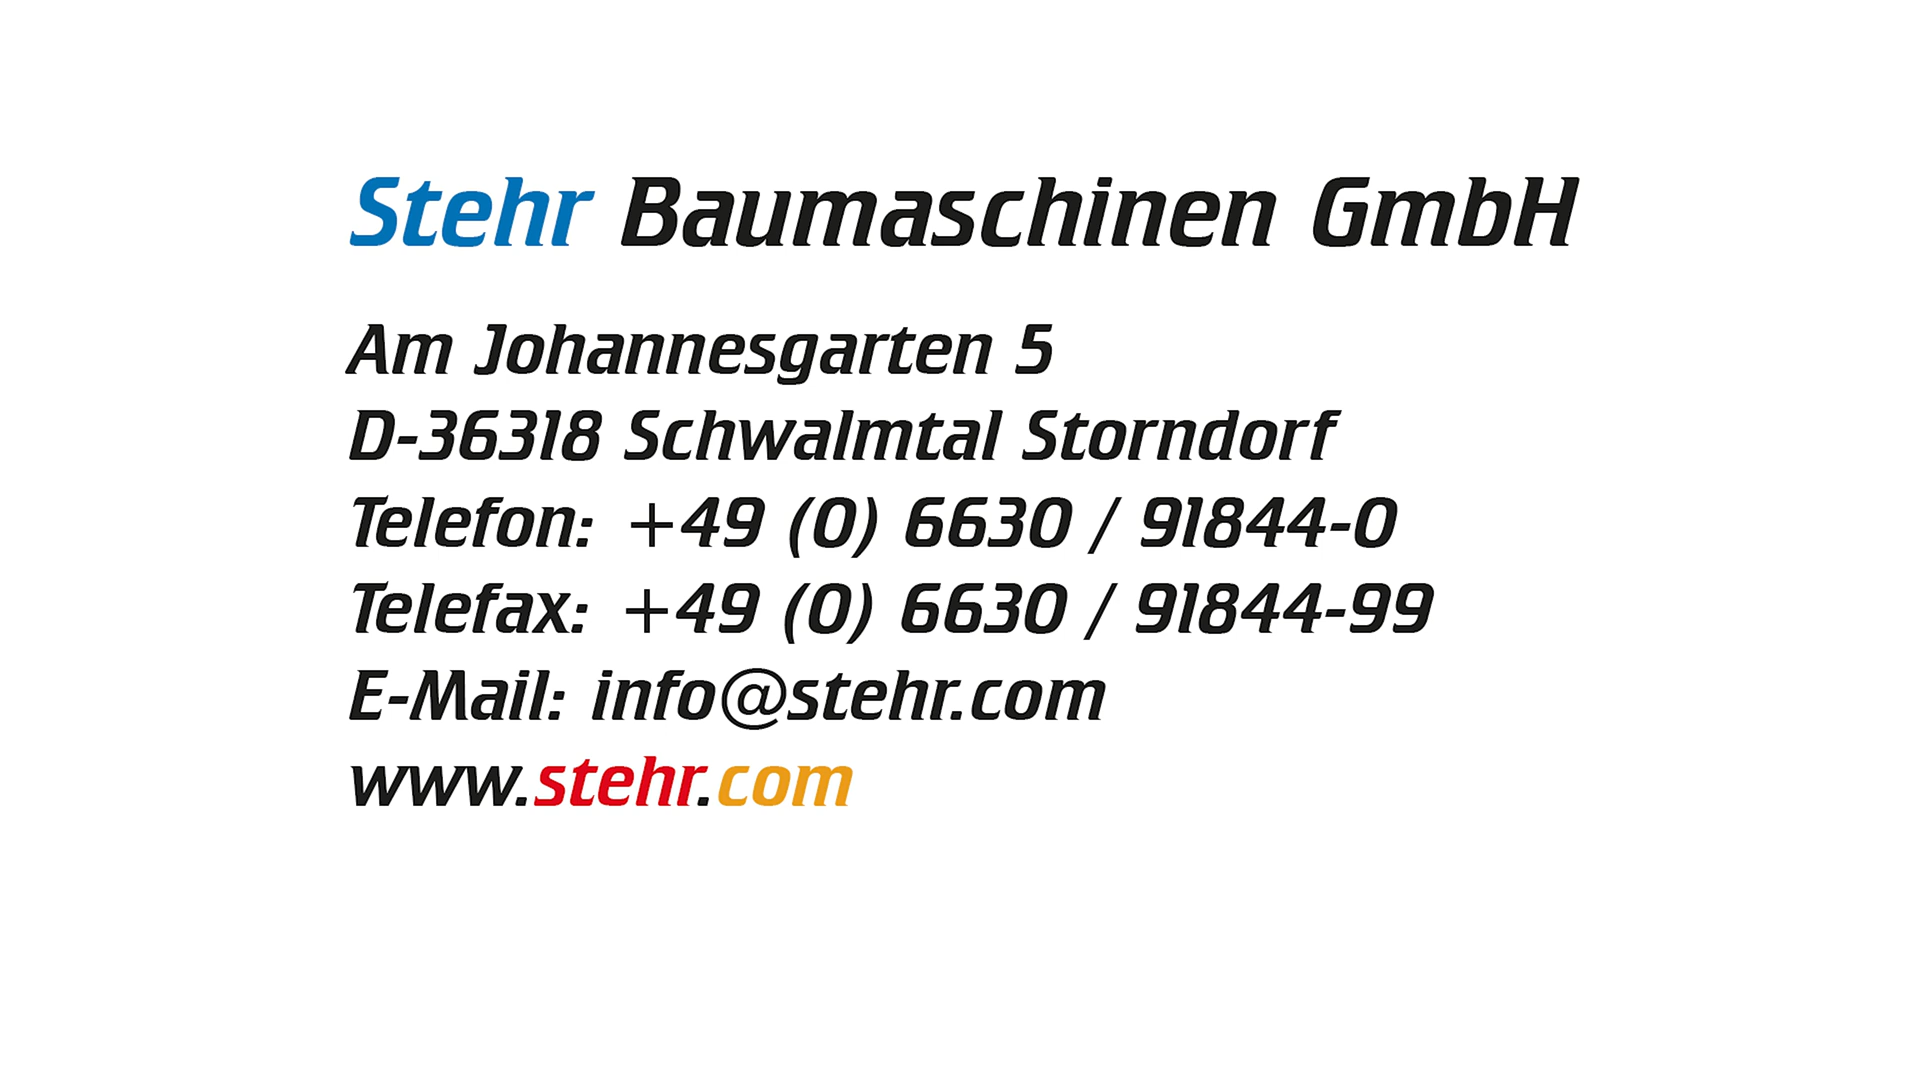 Stehr Baumaschinen GmbH
Am Johannesgarten 5
D-36318 Schwalmtal Storndorf
Telefon: +49 (0) 6630 / 91844-0
Telefax: +49 (0) 6630 / 91844-99
E-Mail: info@stehr.com
www.stehr.com